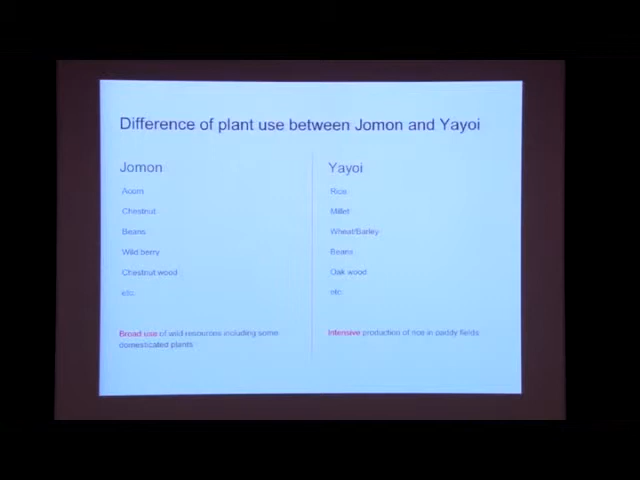 Difference of plant use between Jomon and Yayoi
Jomon
Acorn
Chestnut
Beans
Wild berry
Chestnut wood
etc.
Broad use of wild resources including some
domesticated plants
Yayoi
Rice
Millet
Wheat/Barley
Beans
Oak wood
etc.
Intensive production of rice in paddy fields